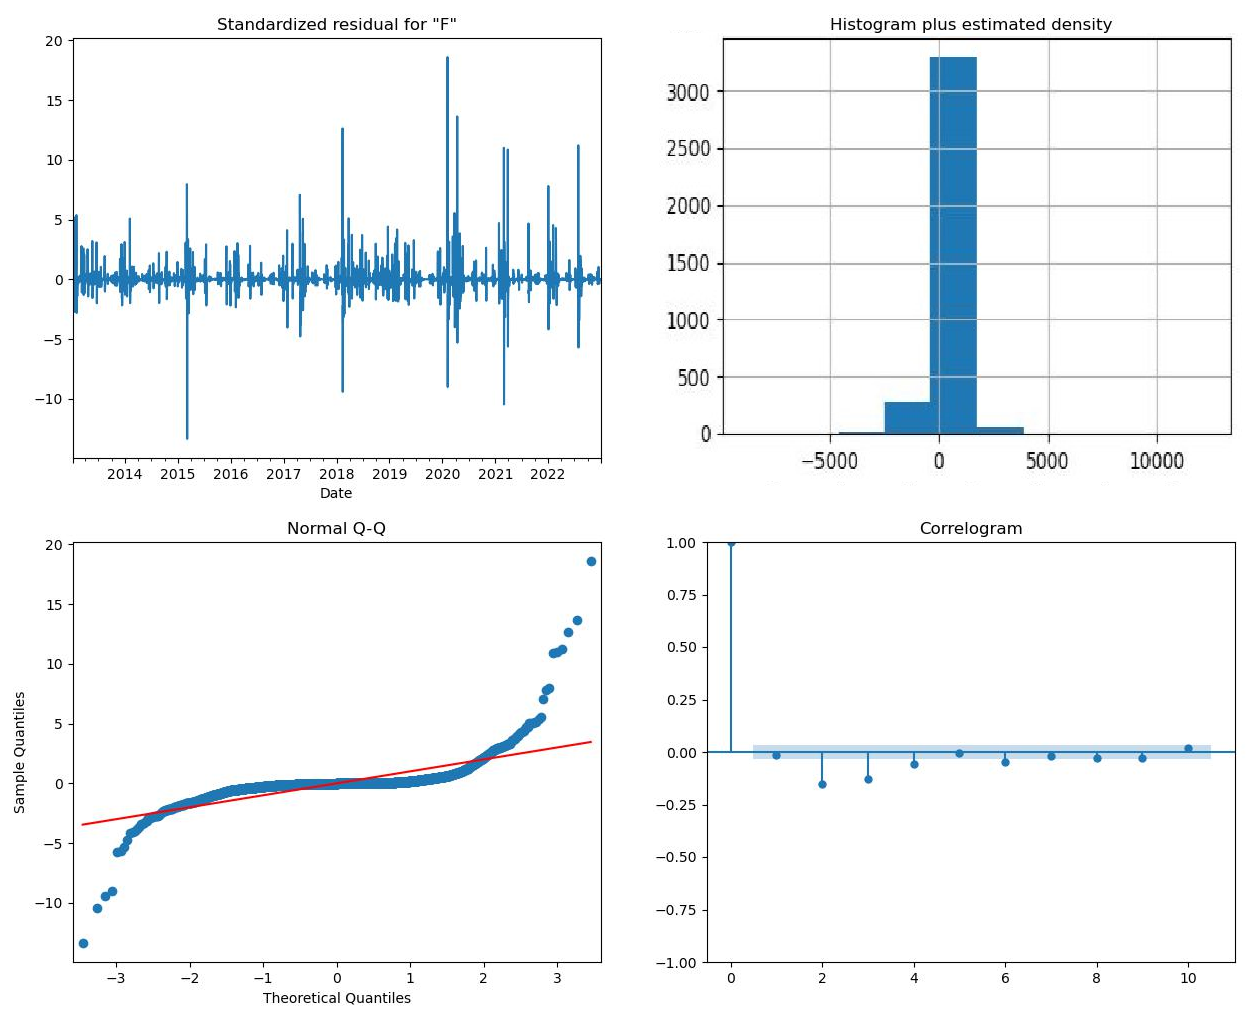 Standardized residual for "F"
20
15
10
5
0
−5
−10
2014 2015 2016 2017 2018 2019 2020 2021 2022
Date
Histogram plus estimated density
3000
2500
2000
1500
1000
500
0
−5000 0 5000 10000
Normal Q-Q
20
15
10
5
0
−5
−10
Sample Quantiles
−3 −2 −1 0 1 2 3
Theoretical Quantiles
Correlogram
1.00
0.75
0.50
0.25
0.00
−0.25
−0.50
−0.75
−1.00
0 2 4 6 8 10